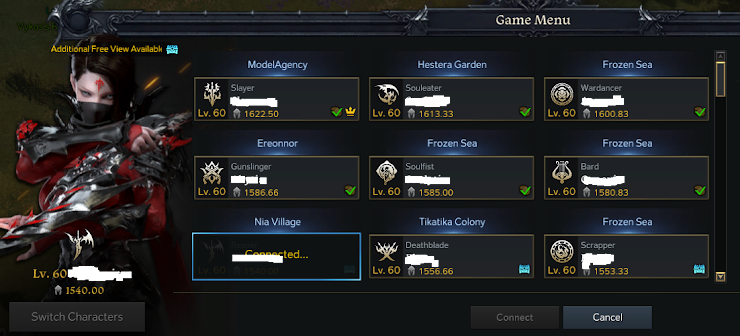 Game Menu
Additional Free View Available
ModelAgency
Slayer
Lv. 60
1622.50
Hestera Garden
Souleater
Lv. 60
1613.33
Frozen Sea
Wardancer
Lv. 60
1600.83
Ereonnor
Gunslinger
Lv. 60
1586.66
Frozen Sea
Soulfist
Lv. 60
1585.00
Frozen Sea
Bard
Lv. 60
1580.83
Nia Village
Connected...
Tikatika Colony
Deathblade
Lv. 60
1556.66
Frozen Sea
Scrapper
Lv. 60
1553.33
Lv. 60
1540.00
Switch Characters
Connect
Cancel